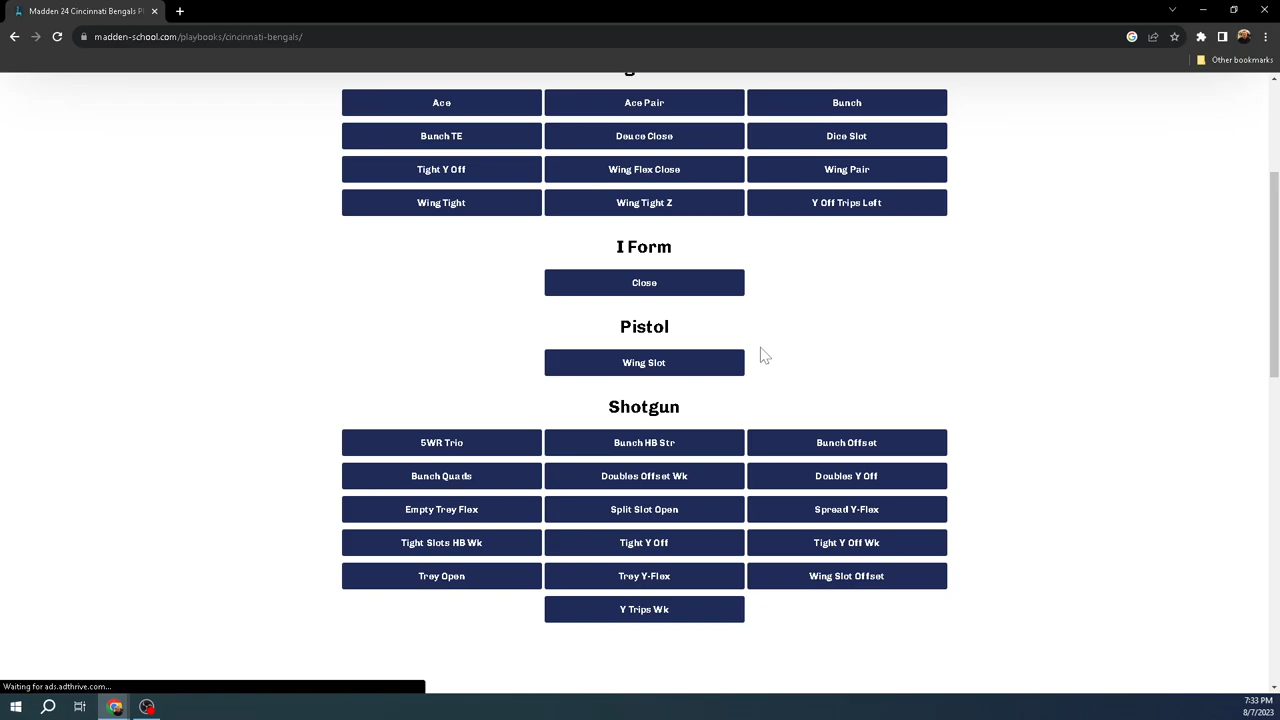 Madden 24 Cincinnati Bengals Pl
madden-school.com/playbooks/cincinnati-bengals/
Other bookmarks
Ace
Ace Pair
Bunch
Bunch TE
Deuce Close
Dice Slot
Tight Y Off
Wing Flex Close
Wing Pair
Wing Tight
Wing Tight Z
Y Off Trips Left
I Form
Close
Pistol
Wing Slot
Shotgun
5WR Trio
Bunch HB Str
Bunch Offset
Bunch Quads
Doubles Offset Wk
Doubles Y Off
Empty Trey Flex
Split Slot Open
Spread Y-Flex
Tight Slots HB Wk
Tight Y Off
Tight Y Off Wk
Trey Open
Trey Y-Flex
Wing Slot Offset
Y Trips Wk
Waiting for ads.adthrive.com...
7:33 PM
8/7/2023